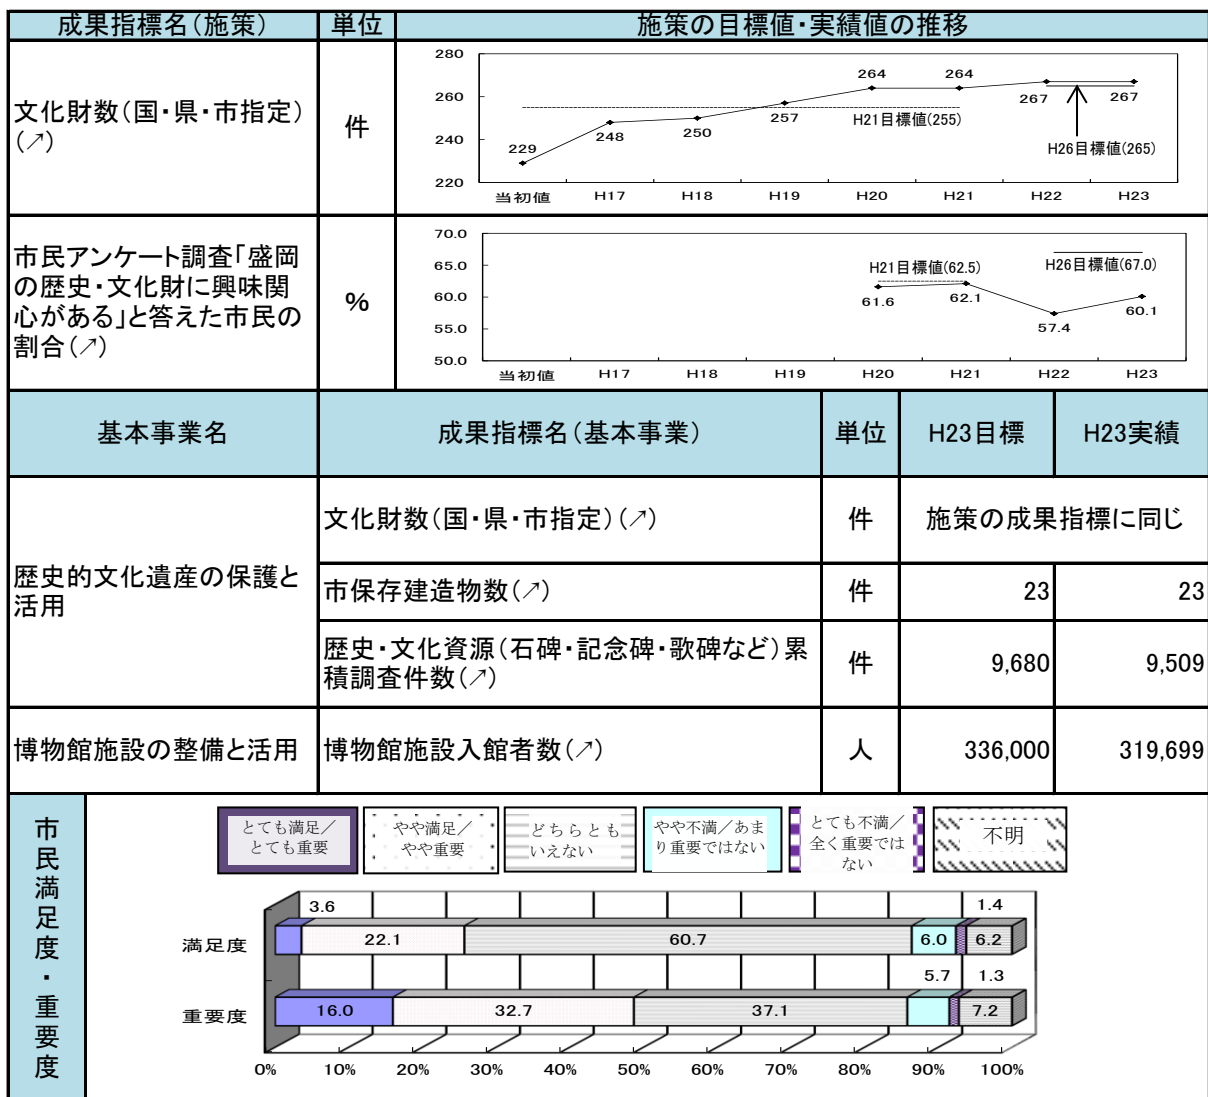 成果指標名(施策) 単位 施策の目標値・実績値の推移
文化財数(国・県・市指定)
(↗)
件
280
260
240
220
229
248
250
257
264
264
267
267
H21目標値(255)
H26目標値(265)
当初値 H17 H18 H19 H20 H21 H22 H23
市民アンケート調査「盛岡
の歴史・文化財に興味関
心がある」と答えた市民の
割合(↗)
%
70.0
65.0
60.0
55.0
50.0
H21目標値(62.5)
H26目標値(67.0)
61.6
62.1
57.4
60.1
当初値 H17 H18 H19 H20 H21 H22 H23
基本事業名 成果指標名(基本事業) 単位 H23目標 H23実績
歴史的文化遺産の保護と
活用
文化財数(国・県・市指定)(↗) 件 施策の成果指標に同じ
市保存建造物数(↗) 件 23 23
歴史・文化資源(石碑・記念碑・歌碑など)累
積調査件数(↗)
件 9,680 9,509
博物館施設の整備と活用 博物館施設入館者数(↗) 人 336,000 319,699
市民満足度・重要度
とても満足/
とても重要
やや満足/
やや重要
どちらとも
いえない
やや不満/あま
り重要ではない
とても不満/
全く重要では
ない
不明
満足度
3.6 22.1 60.7 6.0 1.4 6.2
重要度
16.0 32.7 37.1 5.7 1.3 7.2
0% 10% 20% 30% 40% 50% 60% 70% 80% 90% 100%